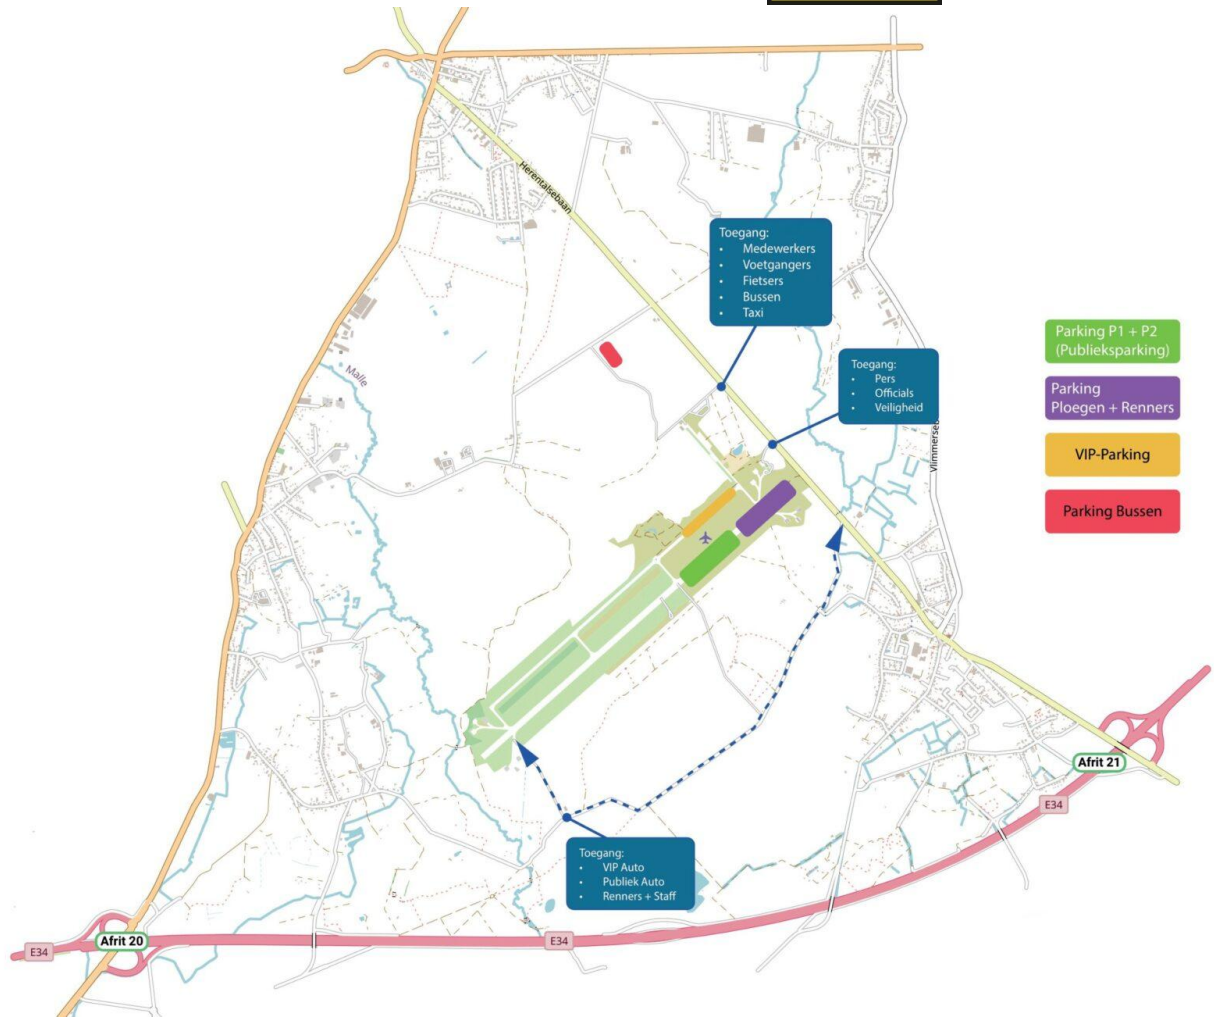 Herentalsebaan
Toegang:
• Medewerkers
• Voetgangers
• Fietsers
• Bussen
• Taxi
Parking P1 + P2
(Publieksparking)
Toegang:
• Pers
• Officials
• Veiligheid
Malle
Parking
Ploegen + Renners
VIP-Parking
Parking Bussen
Afrit 21
E34
Toegang:
• VIP Auto
• Publiek Auto
• Renners + Staff
Afrit 20
E34
E34